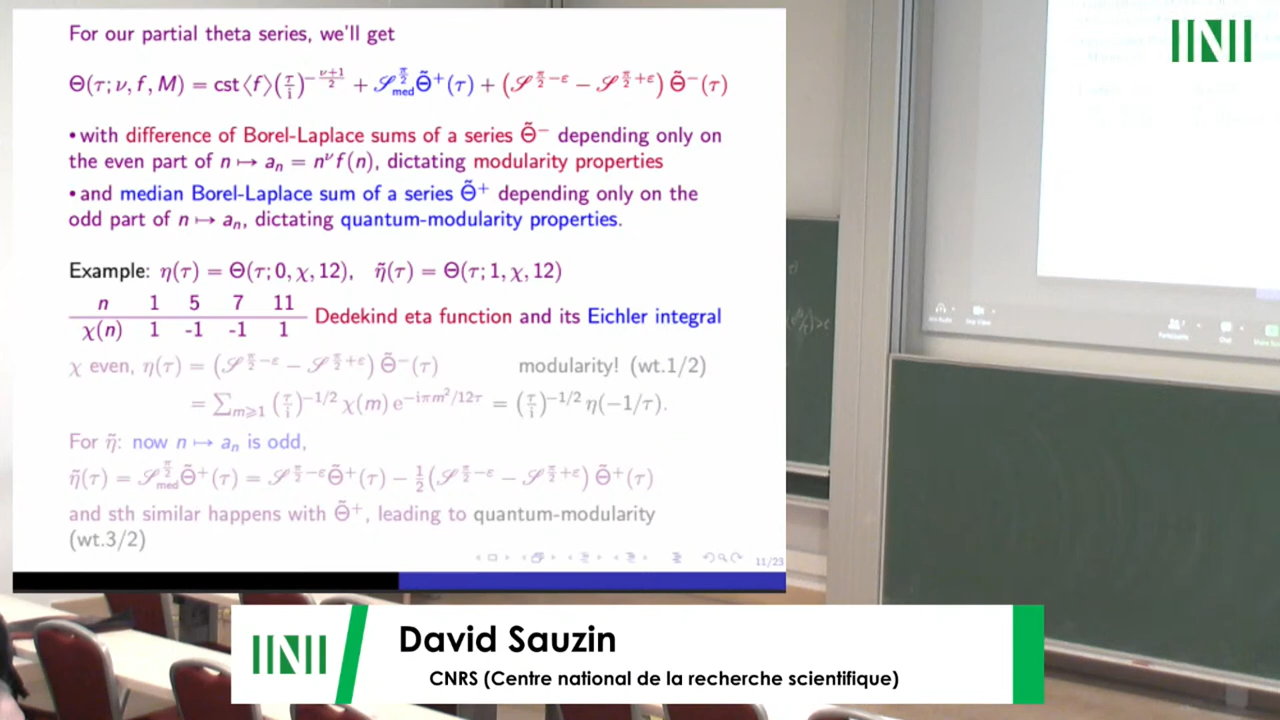 For our partial theta series, we'll get
Θ(τ; ν, f, M) = cst⟨f⟩(τ/i)^{-(ν+1)/2} + 𝒮_{med}^{π/2} Θ̃⁺(τ) + (𝒮^{π/2−ε} − 𝒮^{π/2+ε}) Θ̃⁻(τ)
• with difference of Borel-Laplace sums of a series Θ̃⁻ depending only on
the even part of n ↦ aₙ = n^ν f(n), dictating modularity properties
• and median Borel-Laplace sum of a series Θ̃⁺ depending only on the
odd part of n ↦ aₙ, dictating quantum-modularity properties.
Example: η(τ) = Θ(τ; 0, χ, 12), η̃(τ) = Θ(τ; 1, χ, 12)
n 1 5 7 11
χ(n) 1 -1 -1 1
Dedekind eta function and its Eichler integral
χ even, η(τ) = (𝒮^{π/2−ε} − 𝒮^{π/2+ε}) Θ̃⁻(τ) modularity! (wt.1/2)
= ∑_{m⩾1} (τ/i)^{-1/2} χ(m) e^{−iπm²/12τ} = (τ/i)^{-1/2} η(−1/τ).
For η̃: now n ↦ aₙ is odd,
η̃(τ) = 𝒮_{med}^{π/2} Θ̃⁺(τ) = 𝒮^{π/2−ε} Θ̃⁺(τ) − ½(𝒮^{π/2−ε} − 𝒮^{π/2+ε}) Θ̃⁺(τ)
and sth similar happens with Θ̃⁺, leading to quantum-modularity
(wt.3/2)
11/23
David Sauzin
CNRS (Centre national de la recherche scientifique)